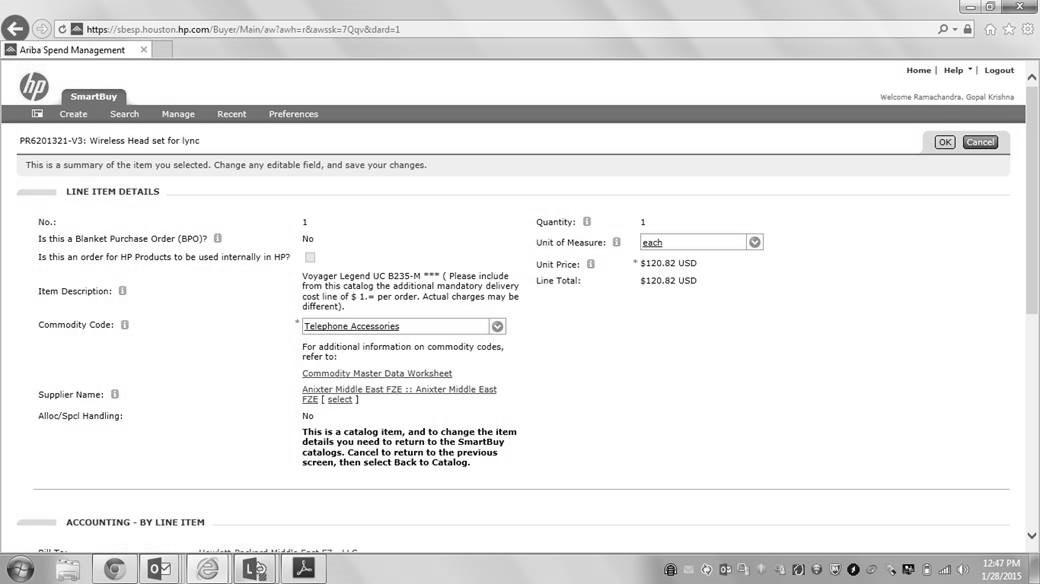 https://sbesp.houston.hp.com/Buyer/Main/aw?awh=r&awssk=7Qqv&dard=1
Ariba Spend Management
Home | Help | Logout
hp
SmartBuy
Welcome Ramachandra, Gopal Krishna
Create Search Manage Recent Preferences
PR6201321-V3: Wireless Head set for lync
OK Cancel
This is a summary of the item you selected. Change any editable field, and save your changes.
LINE ITEM DETAILS
No.: 1
Quantity: 1
Is this a Blanket Purchase Order (BPO)? No
Unit of Measure: each
Is this an order for HP Products to be used internally in HP?
Unit Price: * $120.82 USD
Line Total: $120.82 USD
Item Description:
Voyager Legend UC B235-M *** ( Please include
from this catalog the additional mandatory delivery
cost line of $ 1.= per order. Actual charges may be
different).
Commodity Code: * Telephone Accessories
For additional information on commodity codes,
refer to:
Commodity Master Data Worksheet
Supplier Name:
Anixter Middle East FZE :: Anixter Middle East
FZE [ select ]
Alloc/Spcl Handling: No
This is a catalog item, and to change the item
details you need to return to the SmartBuy
catalogs. Cancel to return to the previous
screen, then select Back to Catalog.
ACCOUNTING - BY LINE ITEM
Bill To: Hewlett-Packard Middle East FZ - LLC
12:47 PM
1/28/2015